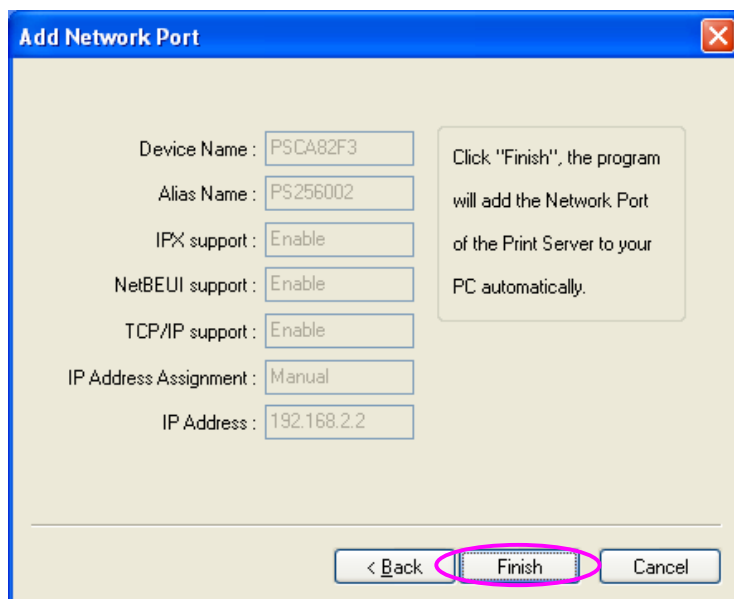 Add Network Port
Device Name : PSCA82F3
Alias Name : PS256002
IPX support : Enable
NetBEUI support : Enable
TCP/IP support : Enable
IP Address Assignment : Manual
IP Address : 192.168.2.2
Click "Finish", the program
will add the Network Port
of the Print Server to your
PC automatically.
< Back
Finish
Cancel